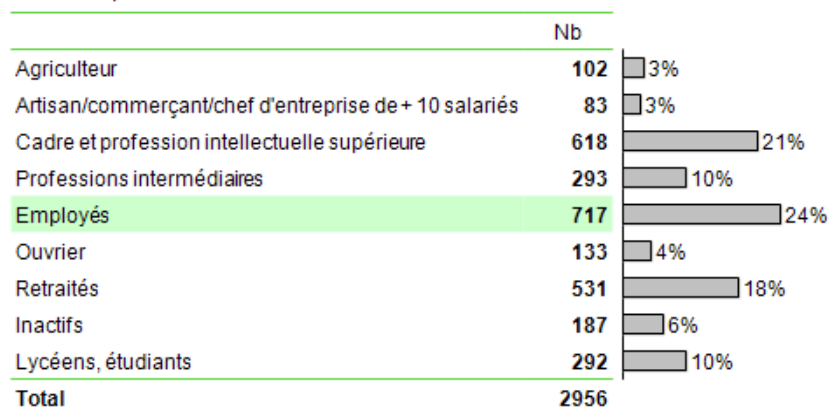 Nb
Agriculteur 102 3%
Artisan/commerçant/chef d'entreprise de + 10 salariés 83 3%
Cadre et profession intellectuelle supérieure 618 21%
Professions intermédiaires 293 10%
Employés 717 24%
Ouvrier 133 4%
Retraités 531 18%
Inactifs 187 6%
Lycéens, étudiants 292 10%
Total 2956